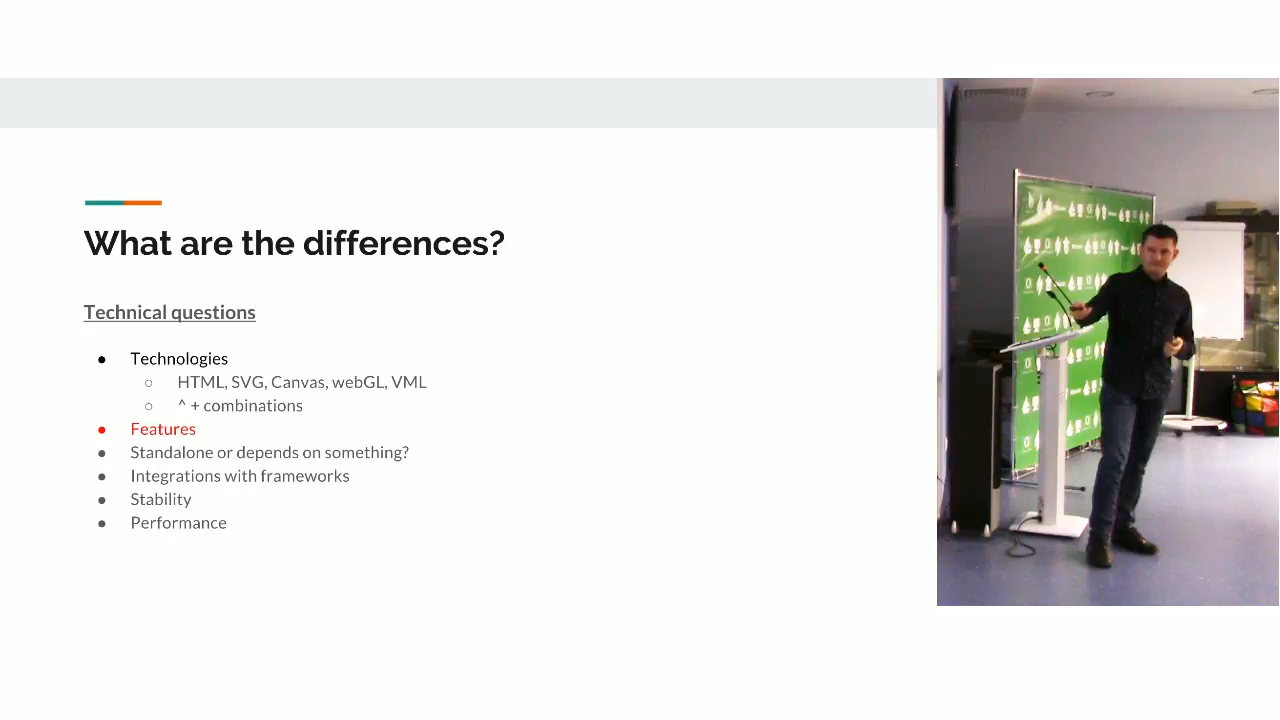 What are the differences?
Technical questions
● Technologies
○ HTML, SVG, Canvas, webGL, VML
○ ^ + combinations
● Features
● Standalone or depends on something?
● Integrations with frameworks
● Stability
● Performance